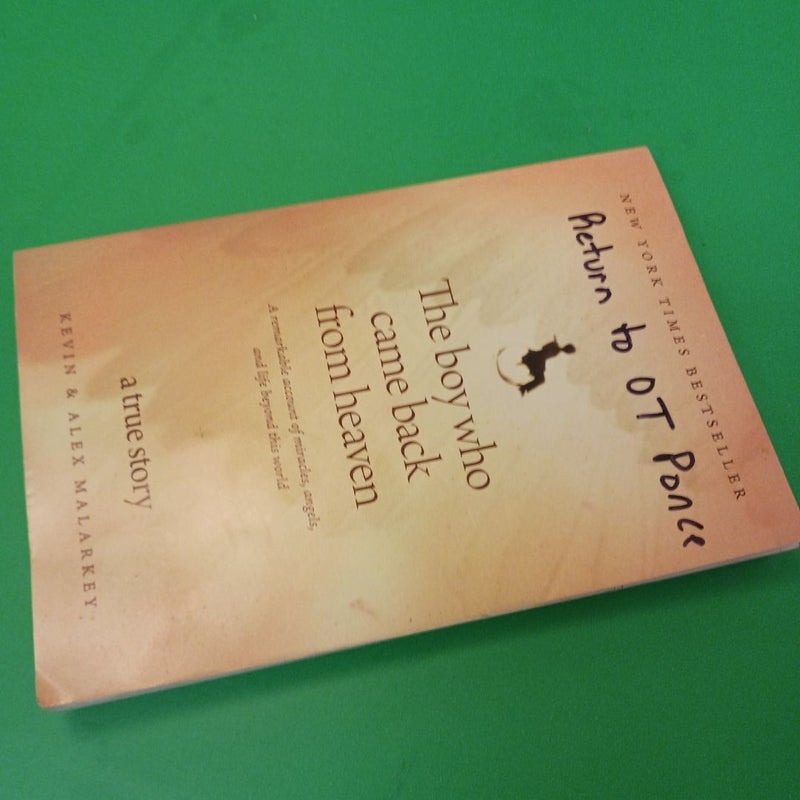 NEW YORK TIMES BESTSELLER
Return to OT Ponce
The boy who
came back
from heaven
A remarkable account of miracles, angels,
and life beyond this world
a true story
KEVIN & ALEX MALARKEY